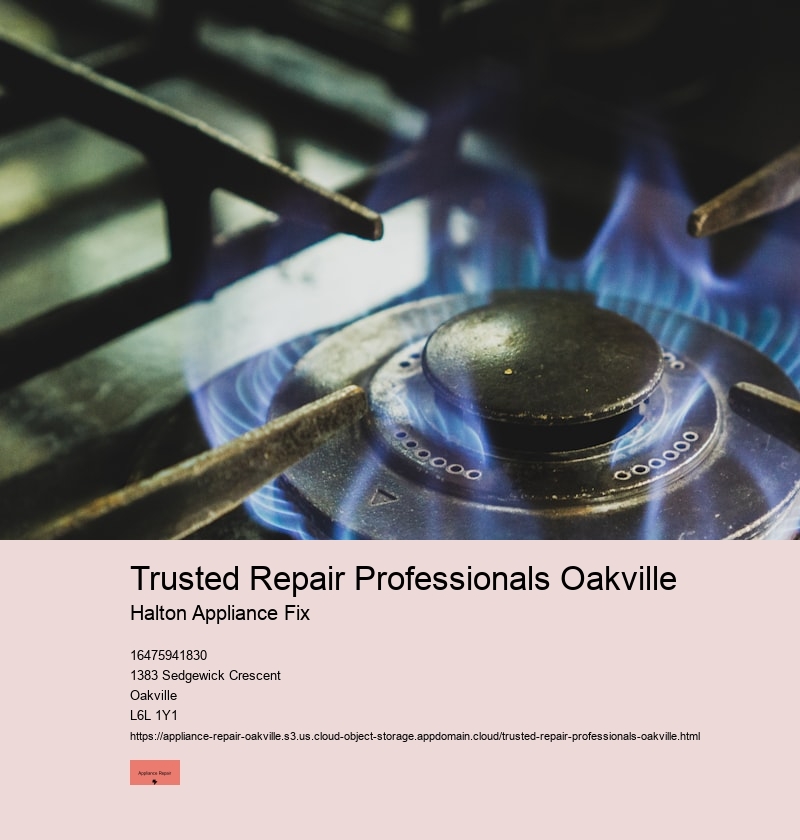 Trusted Repair Professionals Oakville
Halton Appliance Fix
16475941830
1383 Sedgewick Crescent
Oakville
L6L 1Y1
https://appliance-repair-oakville.s3.us.cloud-object-storage.appdomain.cloud/trusted-repair-professionals-oakville.html
Appliance Repair